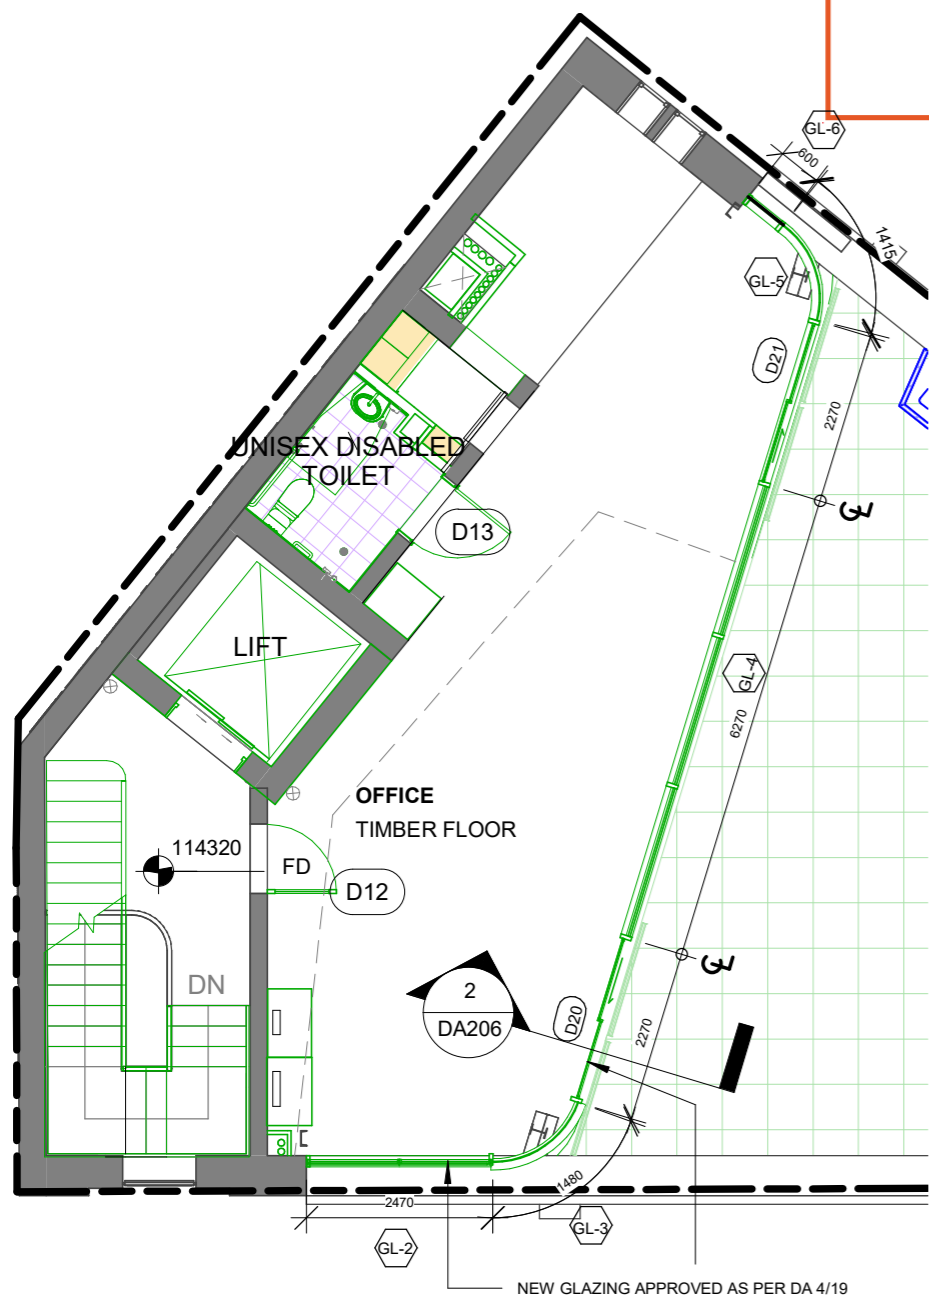 GL-6
600
1415
GL-5
D21
2270
UNISEX DISABLED
TOILET
D13
LIFT
GL-4
6270
OFFICE
TIMBER FLOOR
114320
FD
D12
DN
2
DA206
D20
2270
1480
2470
GL-3
GL-2
NEW GLAZING APPROVED AS PER DA 4/19